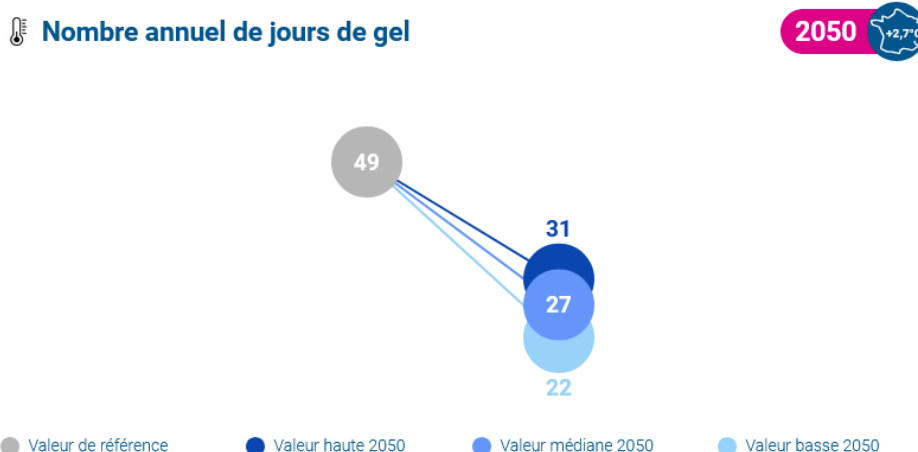 Nombre annuel de jours de gel
2050
+2,7°C
49
31
27
22
Valeur de référence
Valeur haute 2050
Valeur médiane 2050
Valeur basse 2050